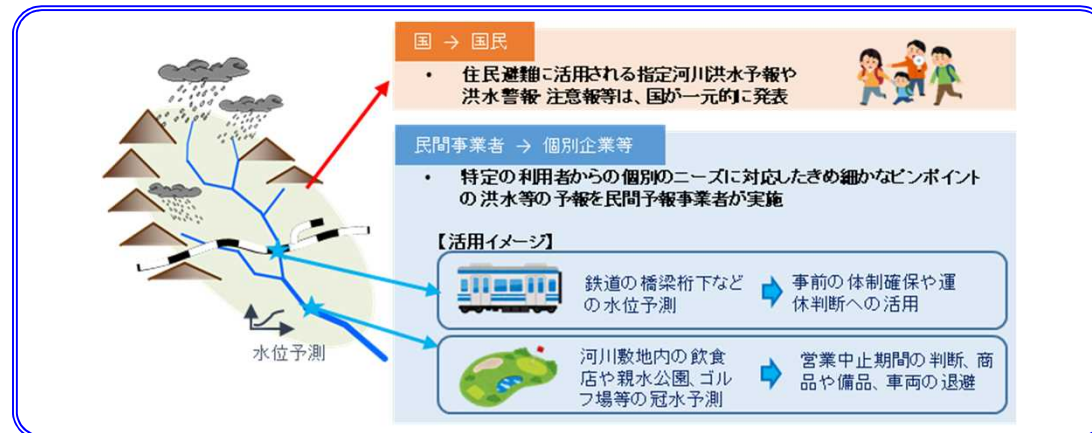 国 → 国民
・ 住民避難に活用される指定河川洪水予報や
洪水警報・注意報等は、国が一元的に発表
民間事業者 → 個別企業等
・ 特定の利用者からの個別のニーズに対応したきめ細かなピンポイント
の洪水等の予報を民間予報事業者が実施
【活用イメージ】
鉄道の橋梁桁下など
の水位予測
事前の体制確保や運
休判断への活用
河川敷地内の飲食
店や親水公園、ゴル
フ場等の冠水予測
営業中止期間の判断、商
品や備品、車両の退避
水位予測